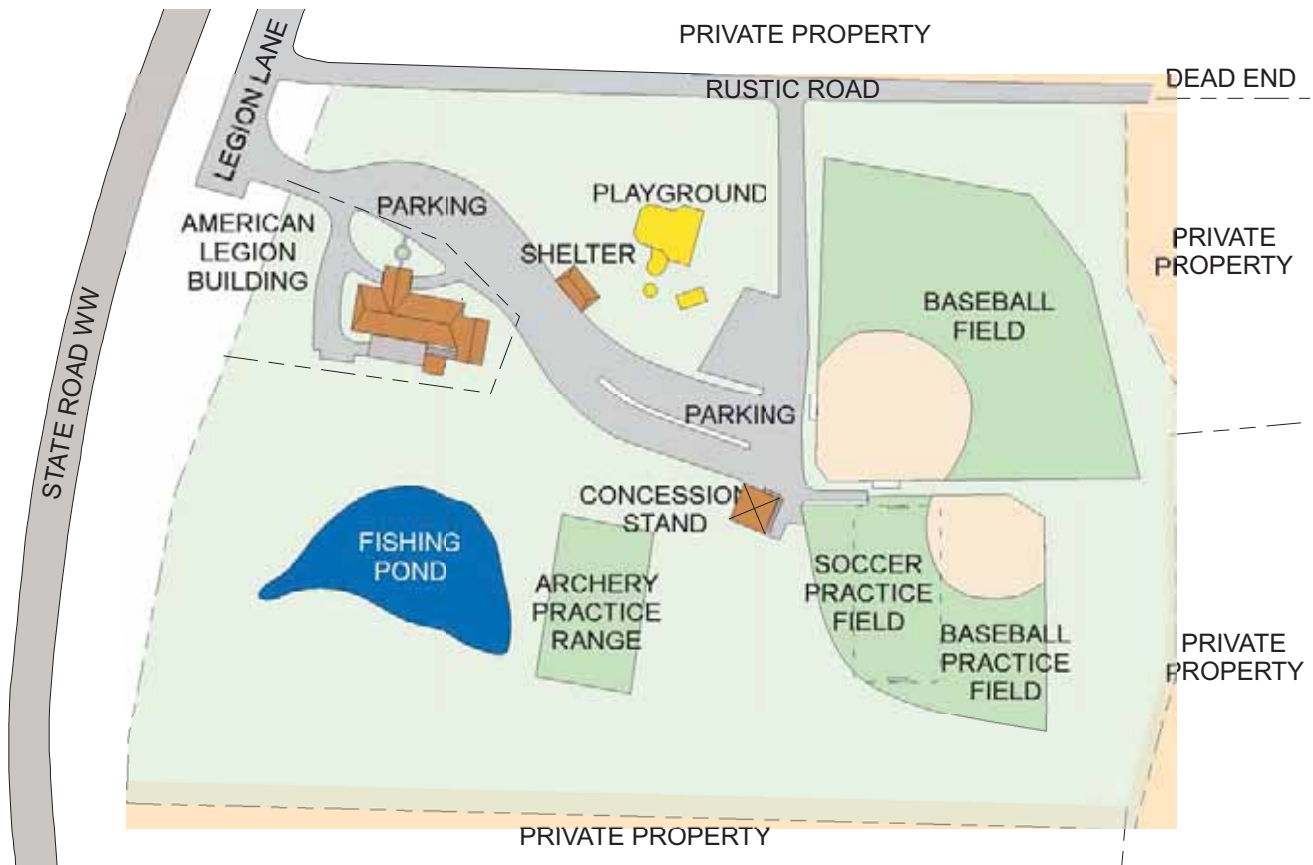 PRIVATE PROPERTY
DEAD END
RUSTIC ROAD
LEGION LANE
PLAYGROUND
PARKING
AMERICAN
LEGION
BUILDING
SHELTER
PRIVATE
PROPERTY
BASEBALL
FIELD
STATE ROAD WW
PARKING
CONCESSION
STAND
FISHING
POND
ARCHERY
PRACTICE
RANGE
SOCCER
PRACTICE
FIELD
BASEBALL
PRACTICE
FIELD
PRIVATE
PROPERTY
PRIVATE PROPERTY